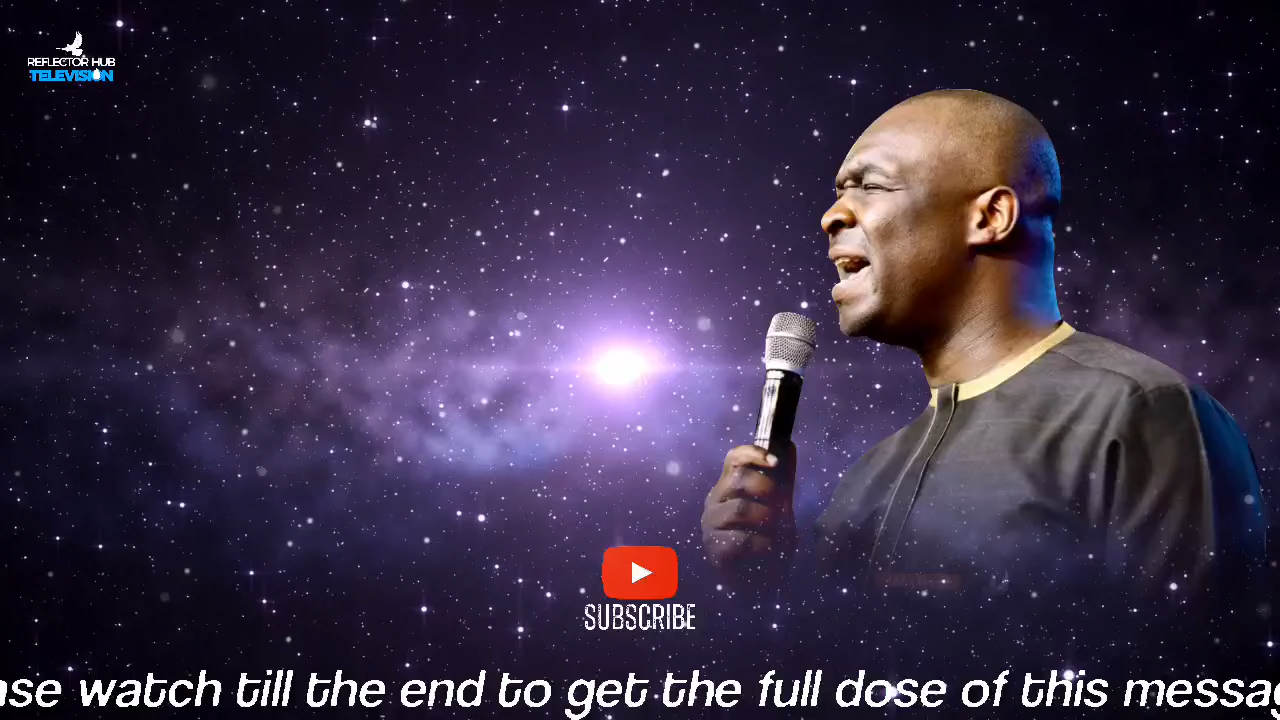 REFLECTOR HUB
TELEVISION
SUBSCRIBE
ase watch till the end to get the full dose of this messag